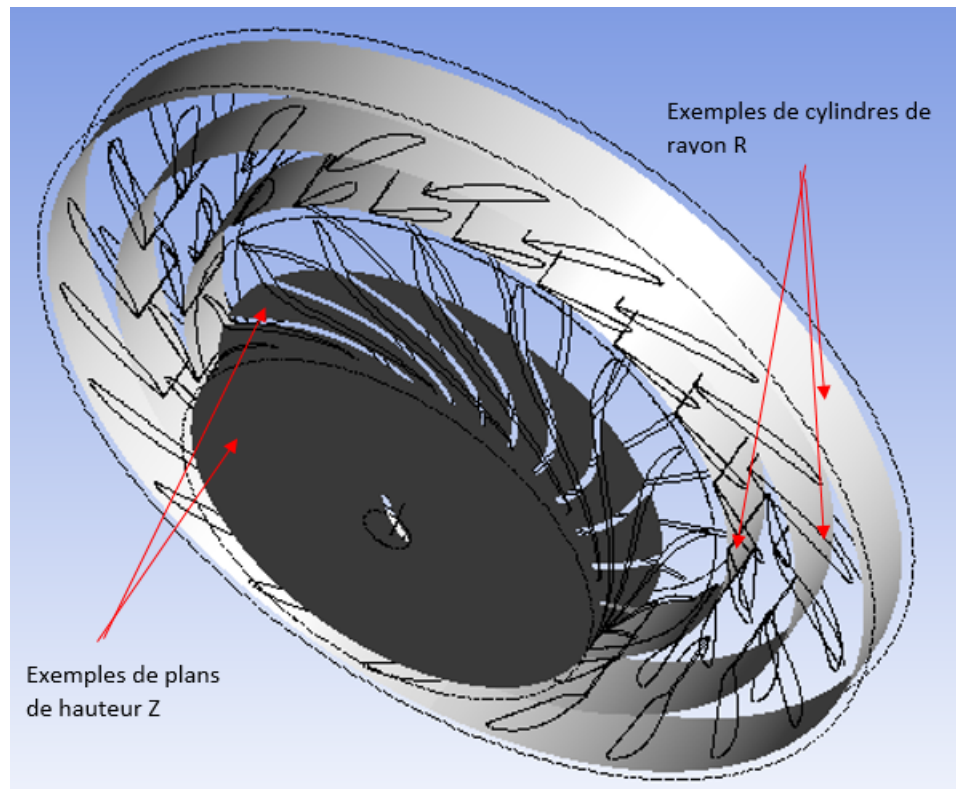 Exemples de cylindres de
rayon R
Exemples de plans
de hauteur Z